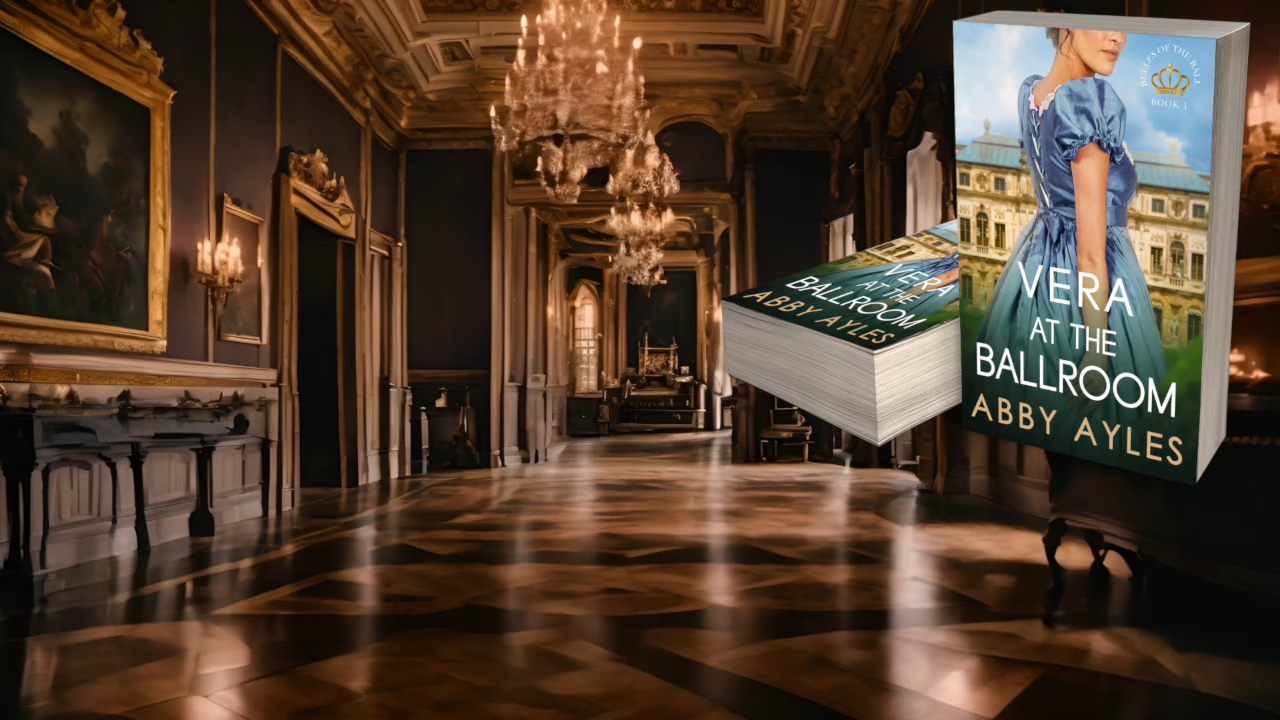 BELLES OF THE BALL
BOOK 1
VERA
AT THE
BALLROOM
ABBY AYLES
VERA
AT THE
BALLROOM
ABBY AYLES